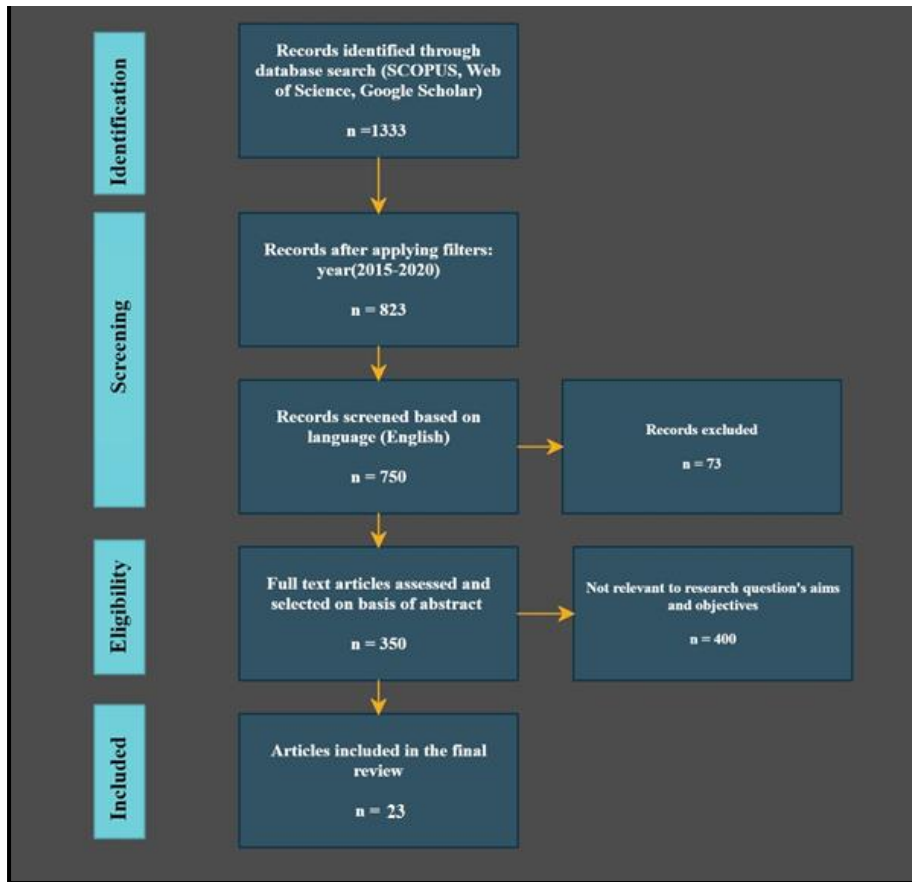 Identification
Records identified through
database search (SCOPUS, Web
of Science, Google Scholar)
n =1333
Screening
Records after applying filters:
year(2015-2020)
n = 823
Records screened based on
language (English)
n = 750
Records excluded
n = 73
Eligibility
Full text articles assessed and
selected on basis of abstract
n = 350
Not relevant to research question's aims
and objectives
n = 400
Included
Articles included in the final
review
n = 23